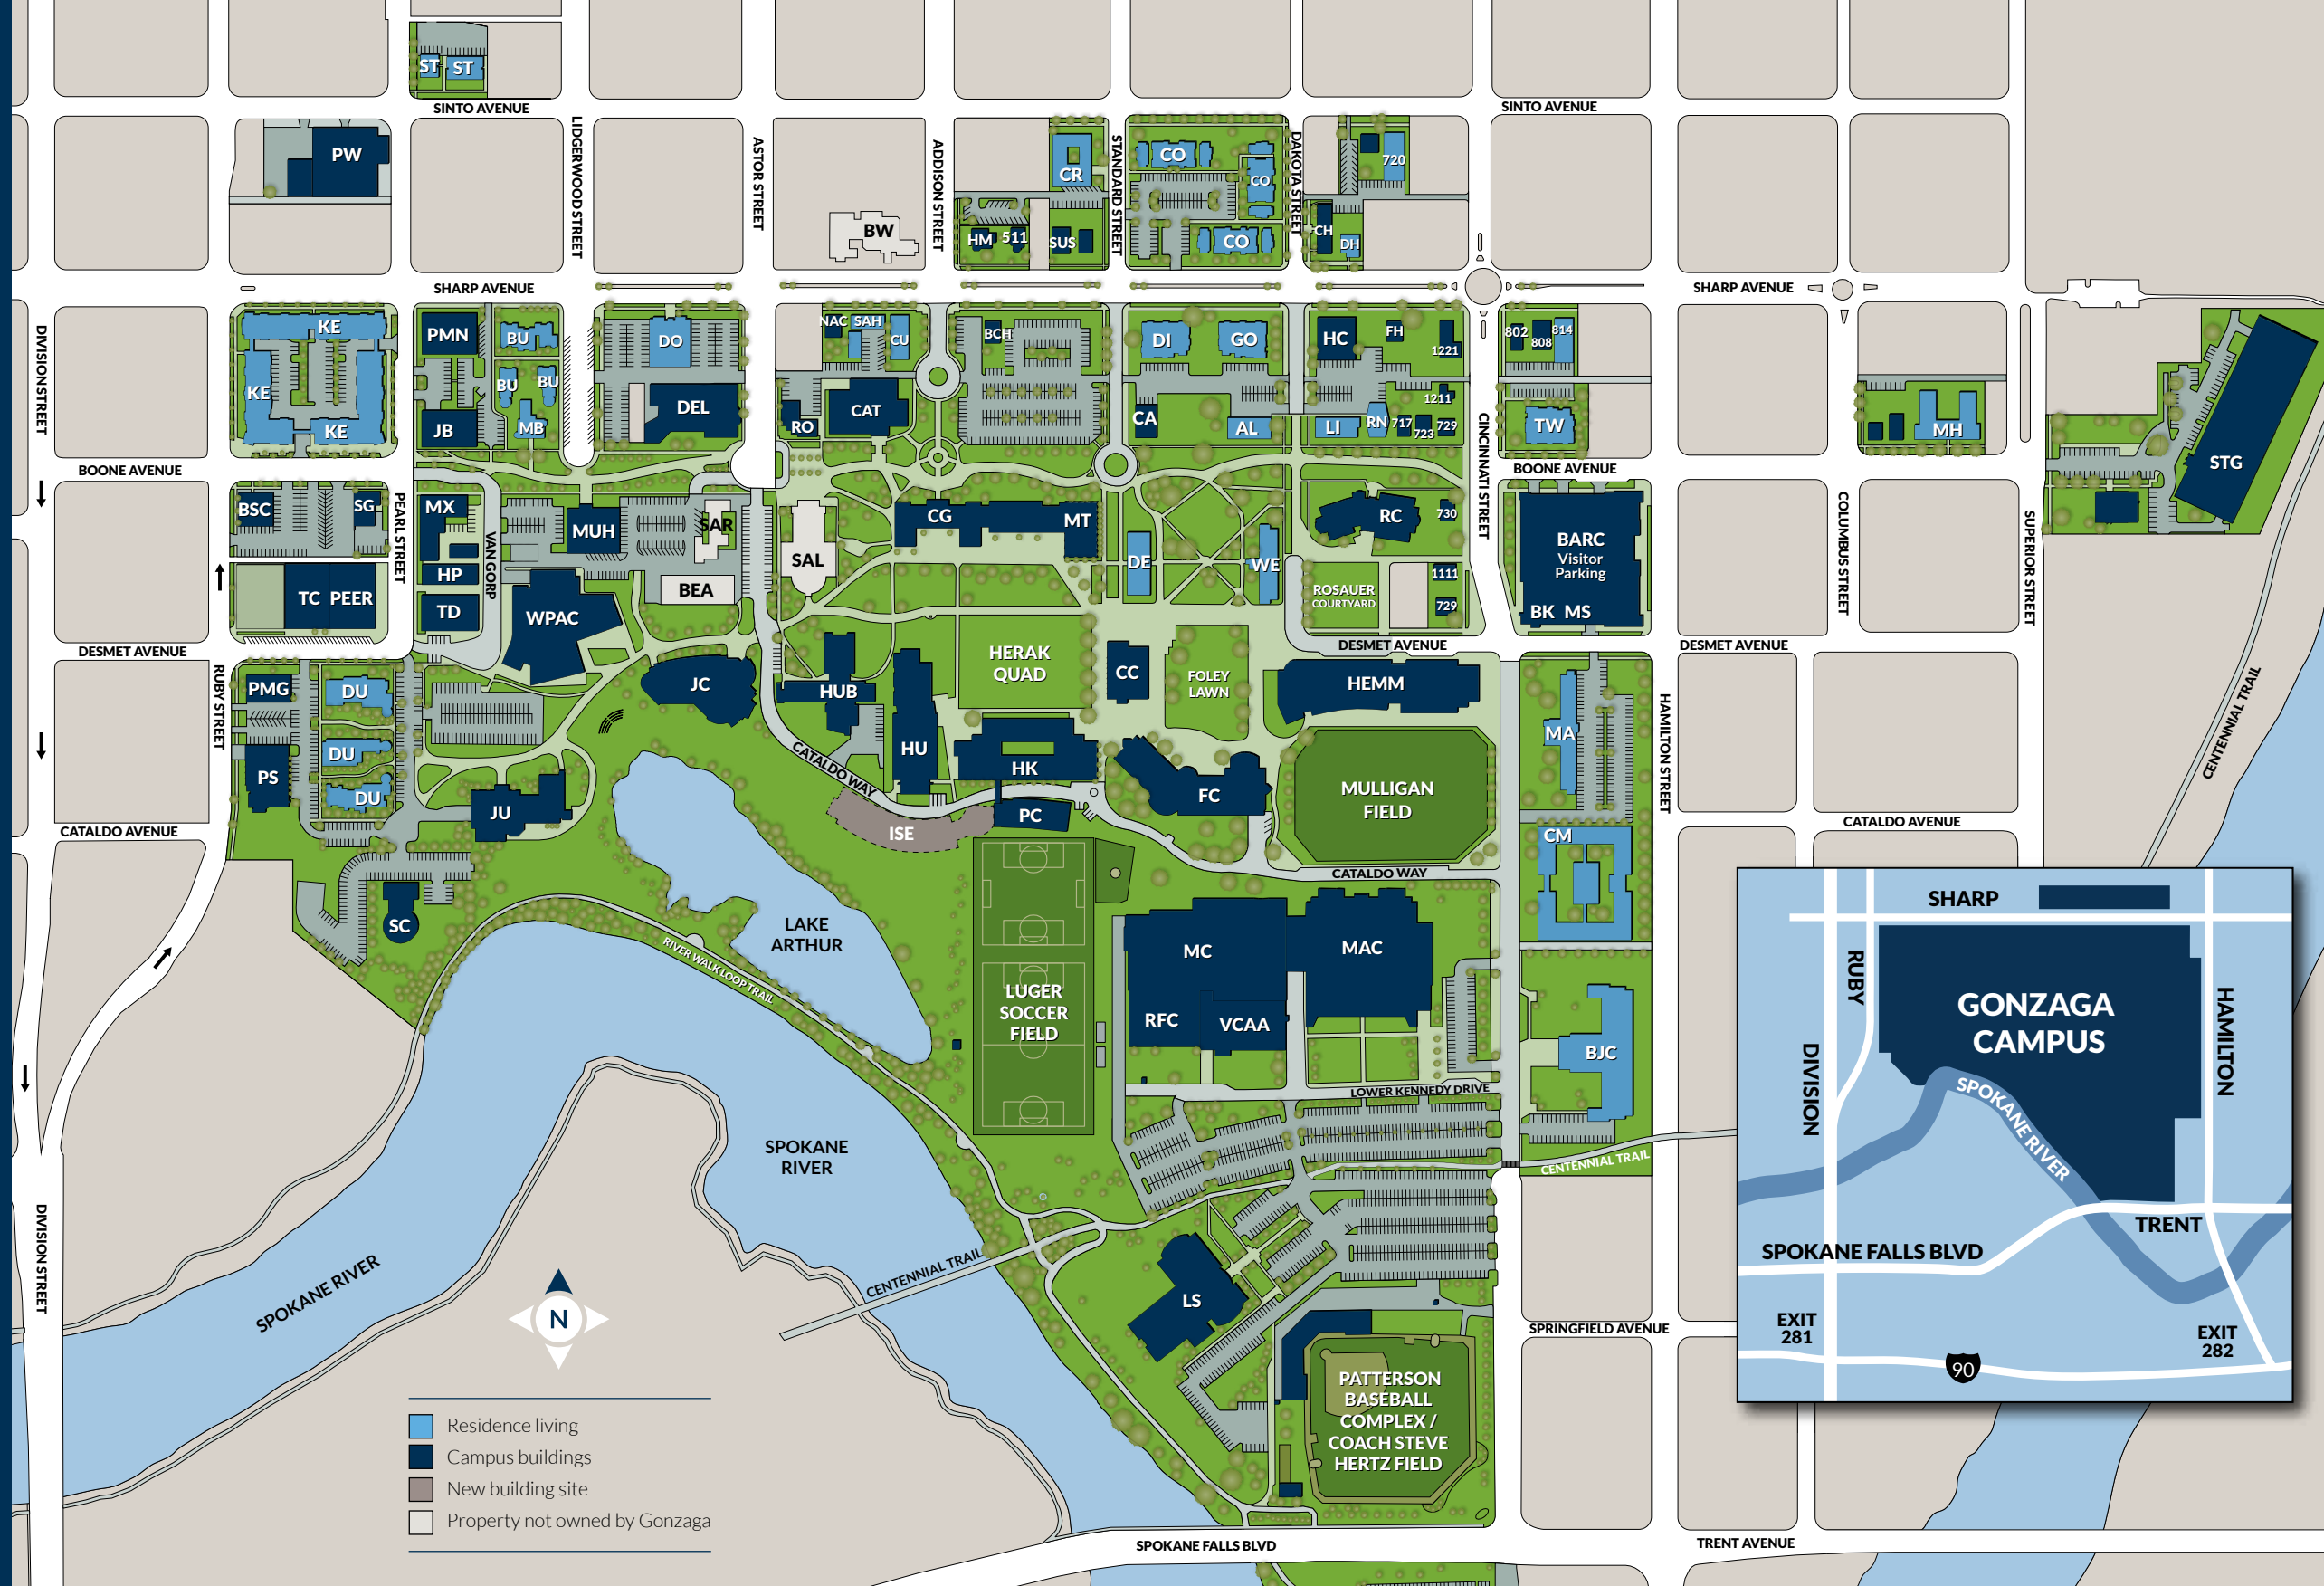 ST
ST
SINTO AVENUE
SINTO AVENUE
PW
LIDGERWOOD STREET
ASTOR STREET
ADDISON STREET
STANDARD STREET
DAKOTA STREET
BW
CR
HM
511
SUS
CO
CO
CO
720
CH
DH
SHARP AVENUE
SHARP AVENUE
DIVISION STREET
KE
KE
KE
PMN
BU
BU
BU
JB
MB
DO
DEL
NAC
SAH
CU
RO
CAT
BCH
DI
GO
CA
AL
HC
FH
1221
1211
LI
RN
717
723
729
802
808
814
TW
MH
STG
CINCINNATI STREET
BOONE AVENUE
BOONE AVENUE
BSC
SG
PEARL STREET
MX
VAN GORP
MUH
SAR
SAL
BEA
CG
MT
DE
WE
RC
730
BARC
Visitor
Parking
BK
MS
COLUMBUS STREET
SUPERIOR STREET
TC
PEER
HP
TD
WPAC
ROSAUER
COURTYARD
1111
729
DESMET AVENUE
DESMET AVENUE
DESMET AVENUE
RUBY STREET
PMG
DU
DU
DU
PS
JU
JC
HUB
HU
HERAK
QUAD
CC
FOLEY
LAWN
HEMM
MA
HAMILTON STREET
CENTENNIAL TRAIL
CATALDO WAY
HK
PC
ISE
FC
MULLIGAN
FIELD
CATALDO AVENUE
CATALDO AVENUE
CM
CATALDO WAY
SC
LAKE
ARTHUR
RIVER WALK LOOP TRAIL
LUGER
SOCCER
FIELD
MC
MAC
RFC
VCAA
BJC
LOWER KENNEDY DRIVE
CENTENNIAL TRAIL
SPOKANE
RIVER
DIVISION STREET
SPOKANE RIVER
CENTENNIAL TRAIL
LS
N
SPRINGFIELD AVENUE
PATTERSON
BASEBALL
COMPLEX /
COACH STEVE
HERTZ FIELD
SPOKANE FALLS BLVD
TRENT AVENUE
SHARP
RUBY
GONZAGA
CAMPUS
HAMILTON
DIVISION
SPOKANE RIVER
TRENT
SPOKANE FALLS BLVD
EXIT
281
EXIT
282
90
Residence living
Campus buildings
New building site
Property not owned by Gonzaga